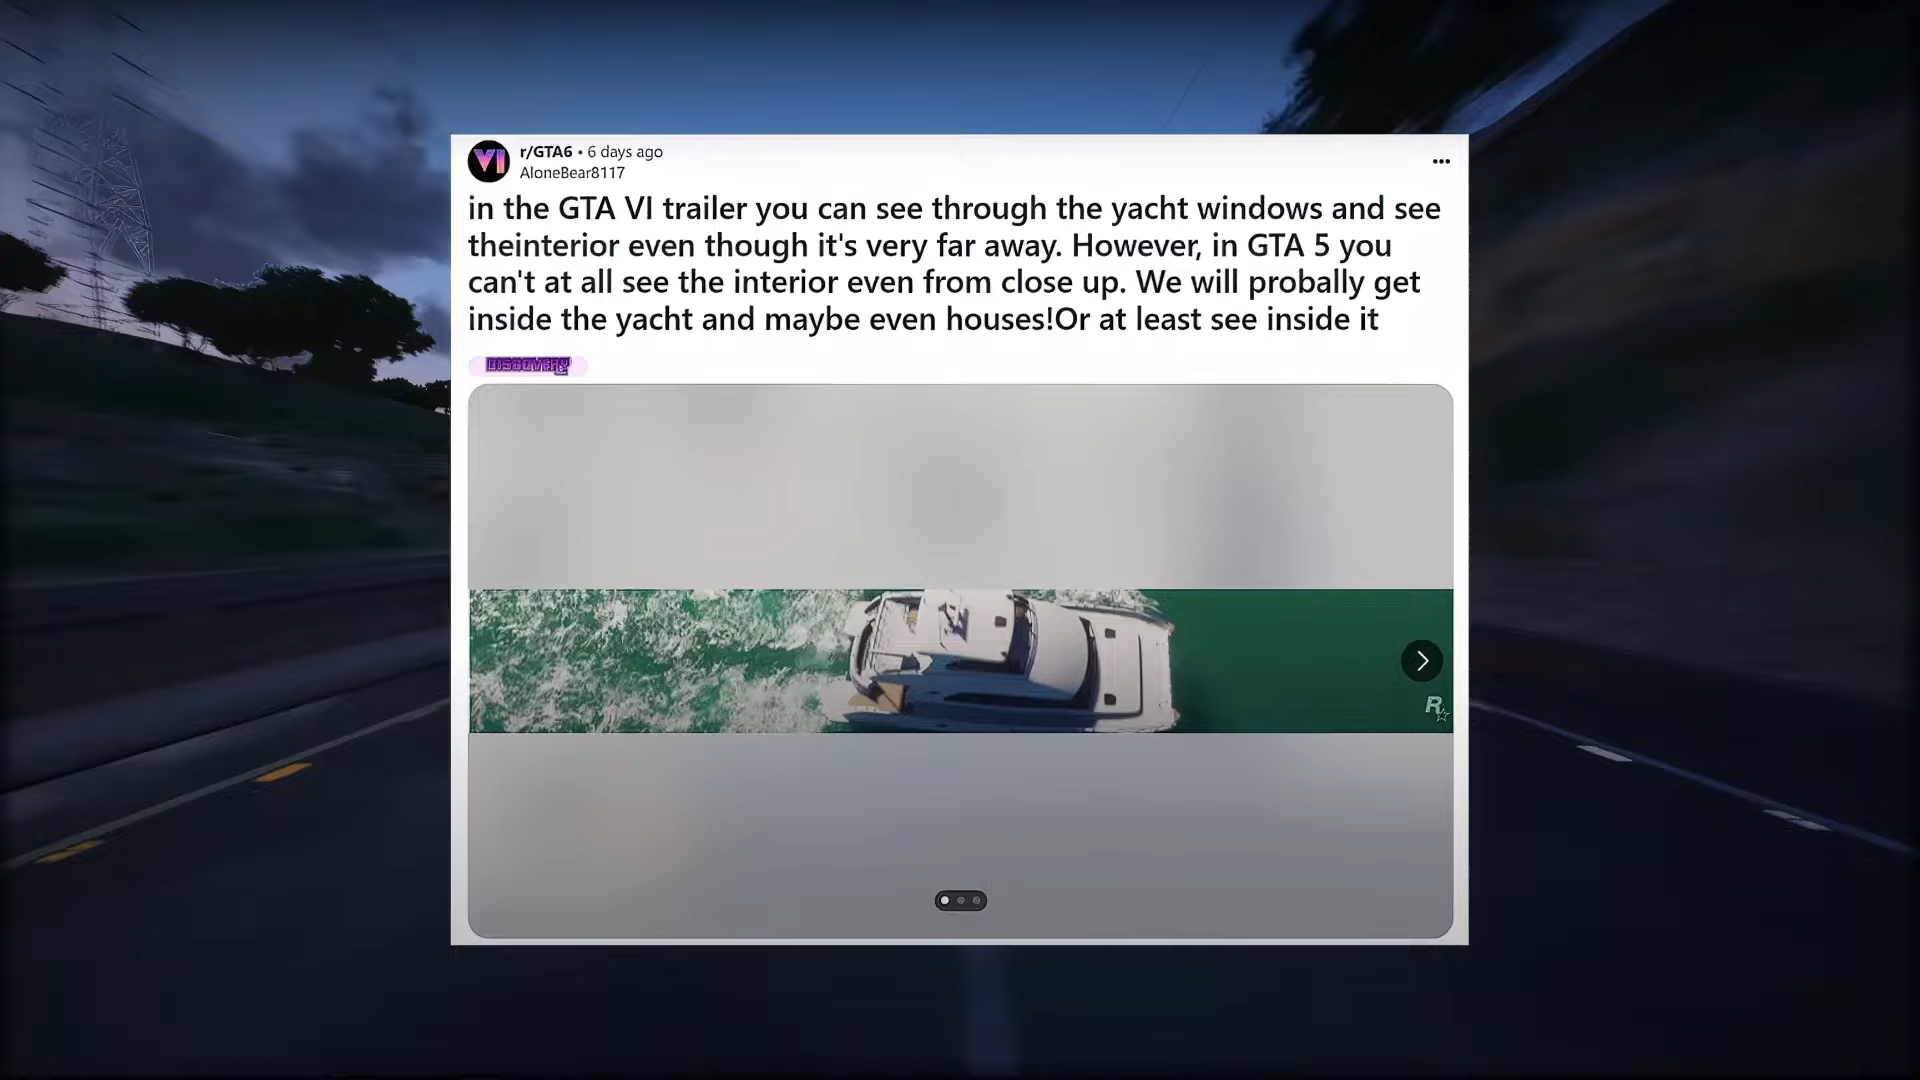 VI
r/GTA6 • 6 days ago
AloneBear8117
in the GTA VI trailer you can see through the yacht windows and see
theinterior even though it's very far away. However, in GTA 5 you
can't at all see the interior even from close up. We will probally get
inside the yacht and maybe even houses!Or at least see inside it
DISCOVERY
R